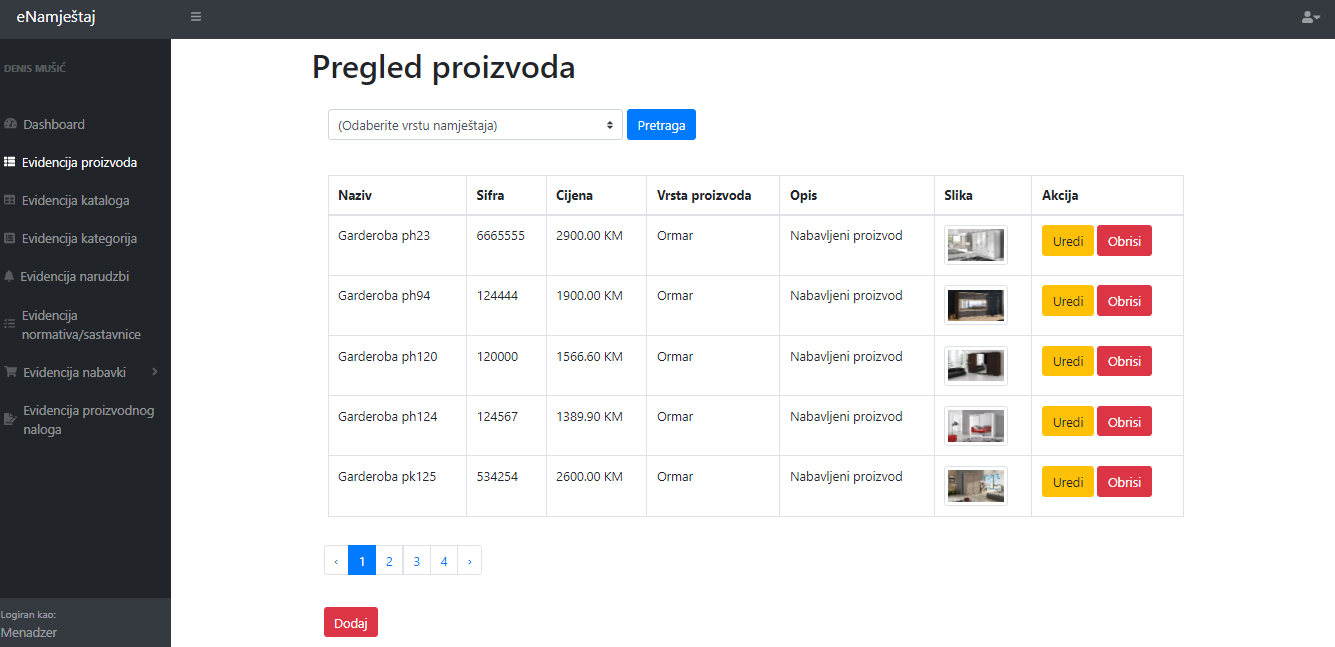 eNamještaj
DENIS MUŠIĆ
Dashboard
Evidencija proizvoda
Evidencija kataloga
Evidencija kategorija
Evidencija narudzbi
Evidencija
normativa/sastavnice
Evidencija nabavki
Evidencija proizvodnog
naloga
Logiran kao:
Menadzer
Pregled proizvoda
(Odaberite vrstu namještaja) Pretraga
Naziv Sifra Cijena Vrsta proizvoda Opis Slika Akcija
Garderoba ph23 6665555 2900.00 KM Ormar Nabavljeni proizvod Uredi Obrisi
Garderoba ph94 124444 1900.00 KM Ormar Nabavljeni proizvod Uredi Obrisi
Garderoba ph120 120000 1566.60 KM Ormar Nabavljeni proizvod Uredi Obrisi
Garderoba ph124 124567 1389.90 KM Ormar Nabavljeni proizvod Uredi Obrisi
Garderoba pk125 534254 2600.00 KM Ormar Nabavljeni proizvod Uredi Obrisi
‹ 1 2 3 4 ›
Dodaj